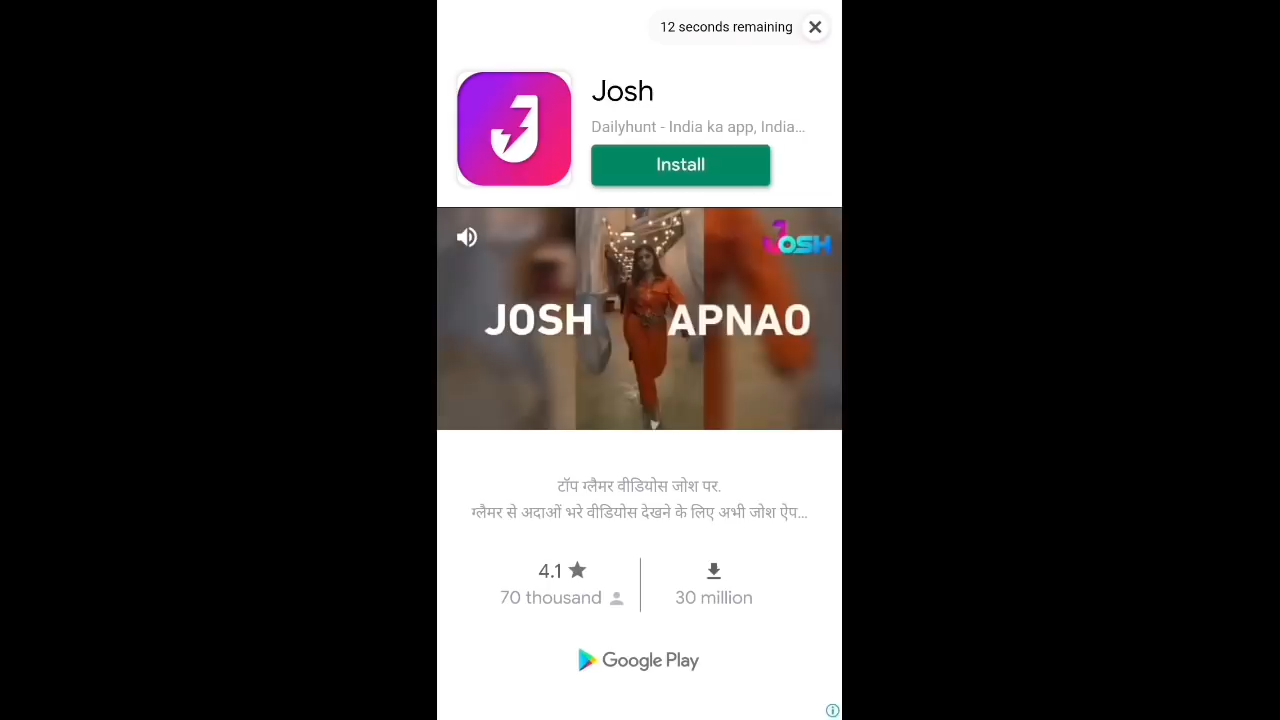 12 seconds remaining
Josh
Dailyhunt - India ka app, India...
Install
JOSH
JOSH APNAO
टॉप ग्लैमर वीडियोस जोश पर.
ग्लैमर से अदाओं भरे वीडियोस देखने के लिए अभी जोश ऐप...
4.1
70 thousand
30 million
Google Play